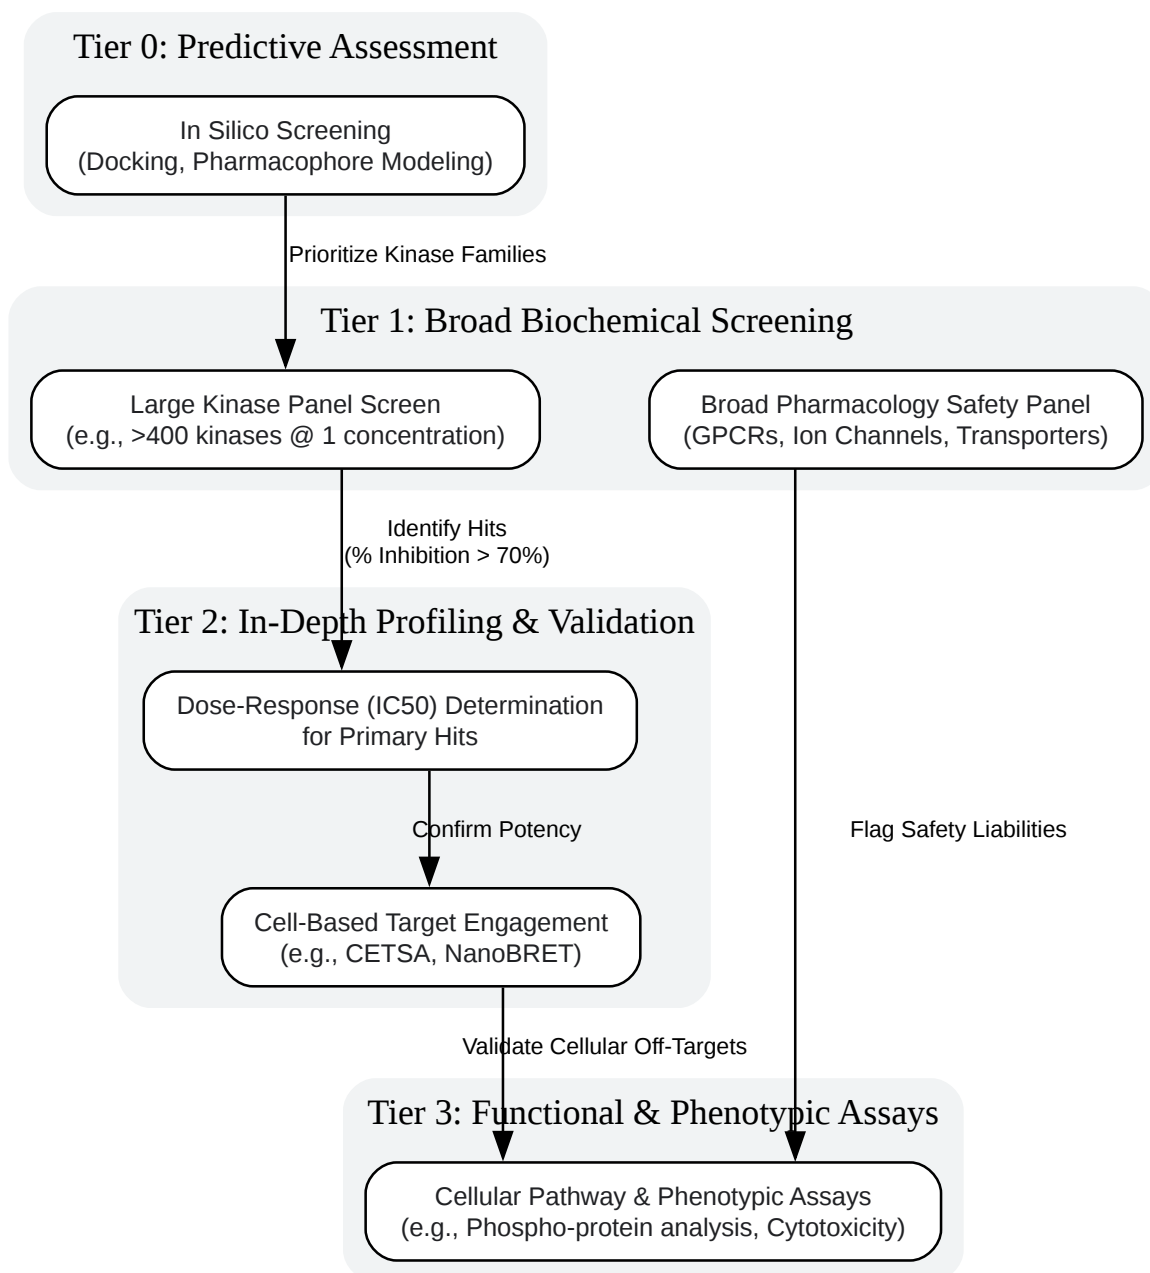 Tier 0: Predictive Assessment
In Silico Screening
(Docking, Pharmacophore Modeling)
Prioritize Kinase Families
Tier 1: Broad Biochemical Screening
Large Kinase Panel Screen
(e.g., >400 kinases @ 1 concentration)
Broad Pharmacology Safety Panel
(GPCRs, Ion Channels, Transporters)
Identify Hits
(% Inhibition > 70%)
Tier 2: In-Depth Profiling & Validation
Dose-Response (IC50) Determination
for Primary Hits
Confirm Potency
Flag Safety Liabilities
Cell-Based Target Engagement
(e.g., CETSA, NanoBRET)
Validate Cellular Off-Targets
Tier 3: Functional & Phenotypic Assays
Cellular Pathway & Phenotypic Assays
(e.g., Phospho-protein analysis, Cytotoxicity)